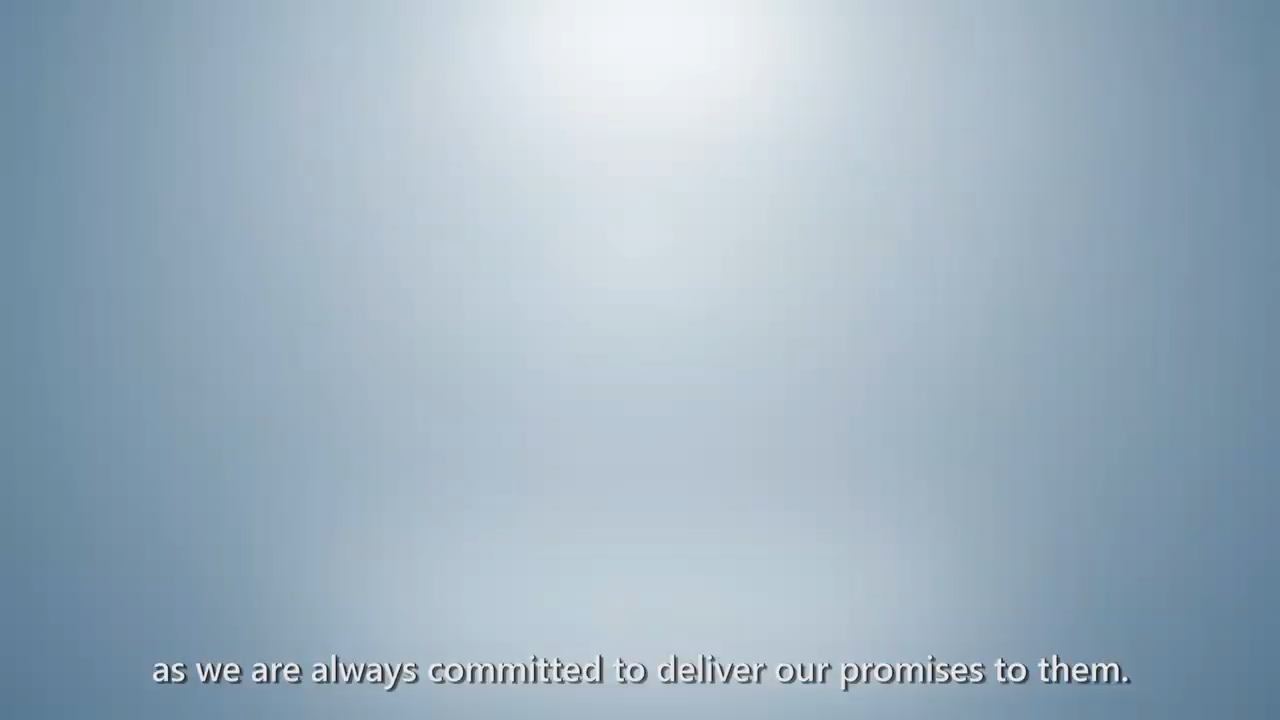 as we are always committed to deliver our promises to them.